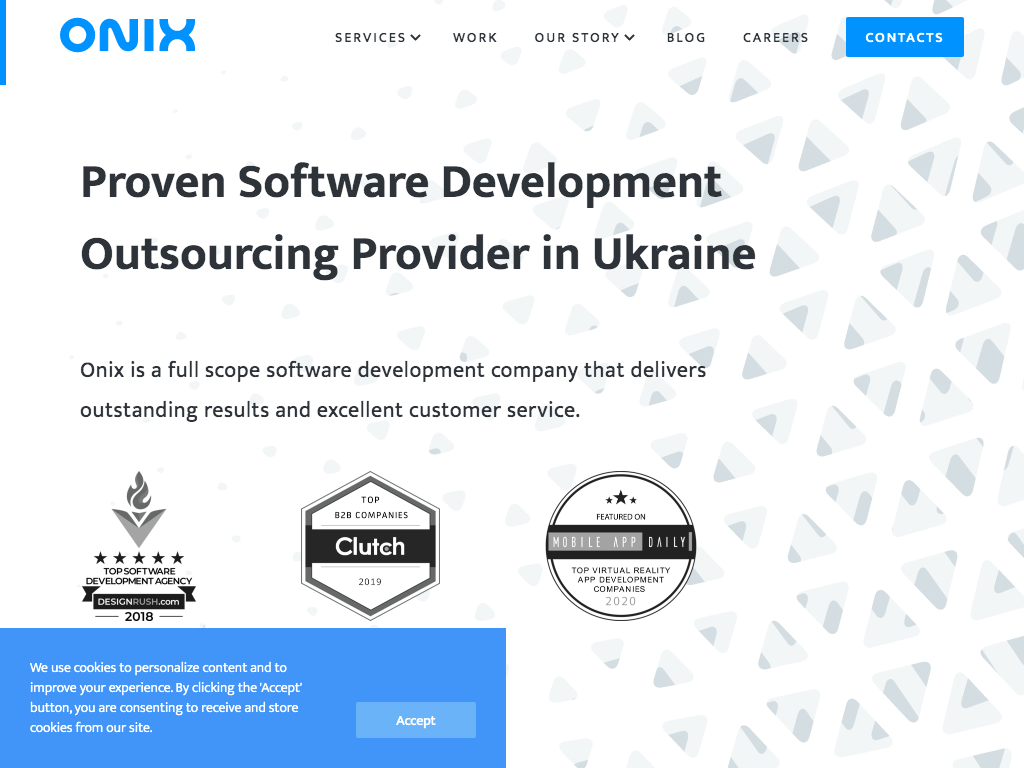 ONIX
SERVICES WORK OUR STORY BLOG CAREERS CONTACTS
Proven Software Development
Outsourcing Provider in Ukraine
Onix is a full scope software development company that delivers
outstanding results and excellent customer service.
TOP SOFTWARE
DEVELOPMENT AGENCY
DESIGNRUSH.com
2018
TOP
B2B COMPANIES
Clutch
2019
FEATURED ON
MOBILE APP DAILY
TOP VIRTUAL REALITY
APP DEVELOPMENT
COMPANIES
2020
We use cookies to personalize content and to
improve your experience. By clicking the 'Accept'
button, you are consenting to receive and store
cookies from our site.
Accept